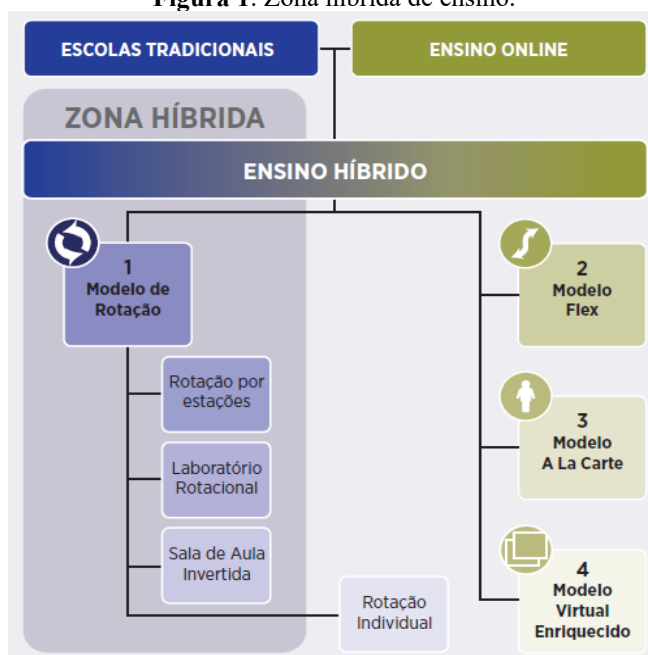 Figura 1. Zona híbrida de ensino.
ESCOLAS TRADICIONAIS
ENSINO ONLINE
ZONA HÍBRIDA
ENSINO HÍBRIDO
1
Modelo de
Rotação
Rotação por
estações
Laboratório
Rotacional
Sala de Aula
Invertida
Rotação
Individual
2
Modelo
Flex
3
Modelo
A La Carte
4
Modelo
Virtual
Enriquecido